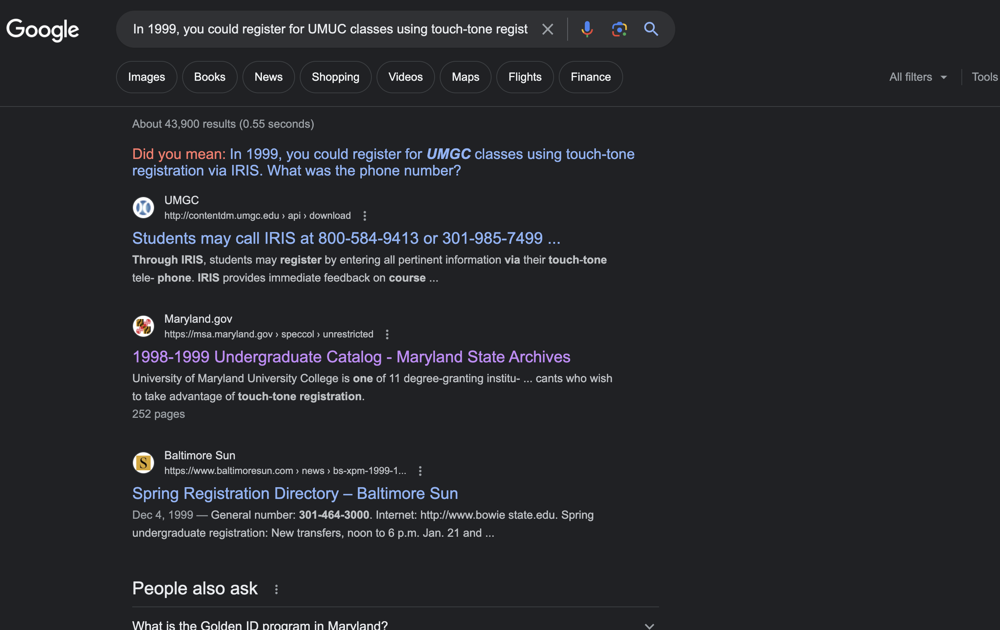 Google
In 1999, you could register for UMUC classes using touch-tone regist
Images Books News Shopping Videos Maps Flights Finance All filters Tools
About 43,900 results (0.55 seconds)
Did you mean: In 1999, you could register for UMGC classes using touch-tone
registration via IRIS. What was the phone number?
UMGC
http://contentdm.umgc.edu › api › download
Students may call IRIS at 800-584-9413 or 301-985-7499 ...
Through IRIS, students may register by entering all pertinent information via their touch-tone
tele- phone. IRIS provides immediate feedback on course ...
Maryland.gov
https://msa.maryland.gov › speccol › unrestricted
1998-1999 Undergraduate Catalog - Maryland State Archives
University of Maryland University College is one of 11 degree-granting institu- ... cants who wish
to take advantage of touch-tone registration.
252 pages
S
Baltimore Sun
https://www.baltimoresun.com › news › bs-xpm-1999-1...
Spring Registration Directory – Baltimore Sun
Dec 4, 1999 — General number: 301-464-3000. Internet: http://www.bowie state.edu. Spring
undergraduate registration: New transfers, noon to 6 p.m. Jan. 21 and ...
People also ask
What is the Golden ID program in Maryland?